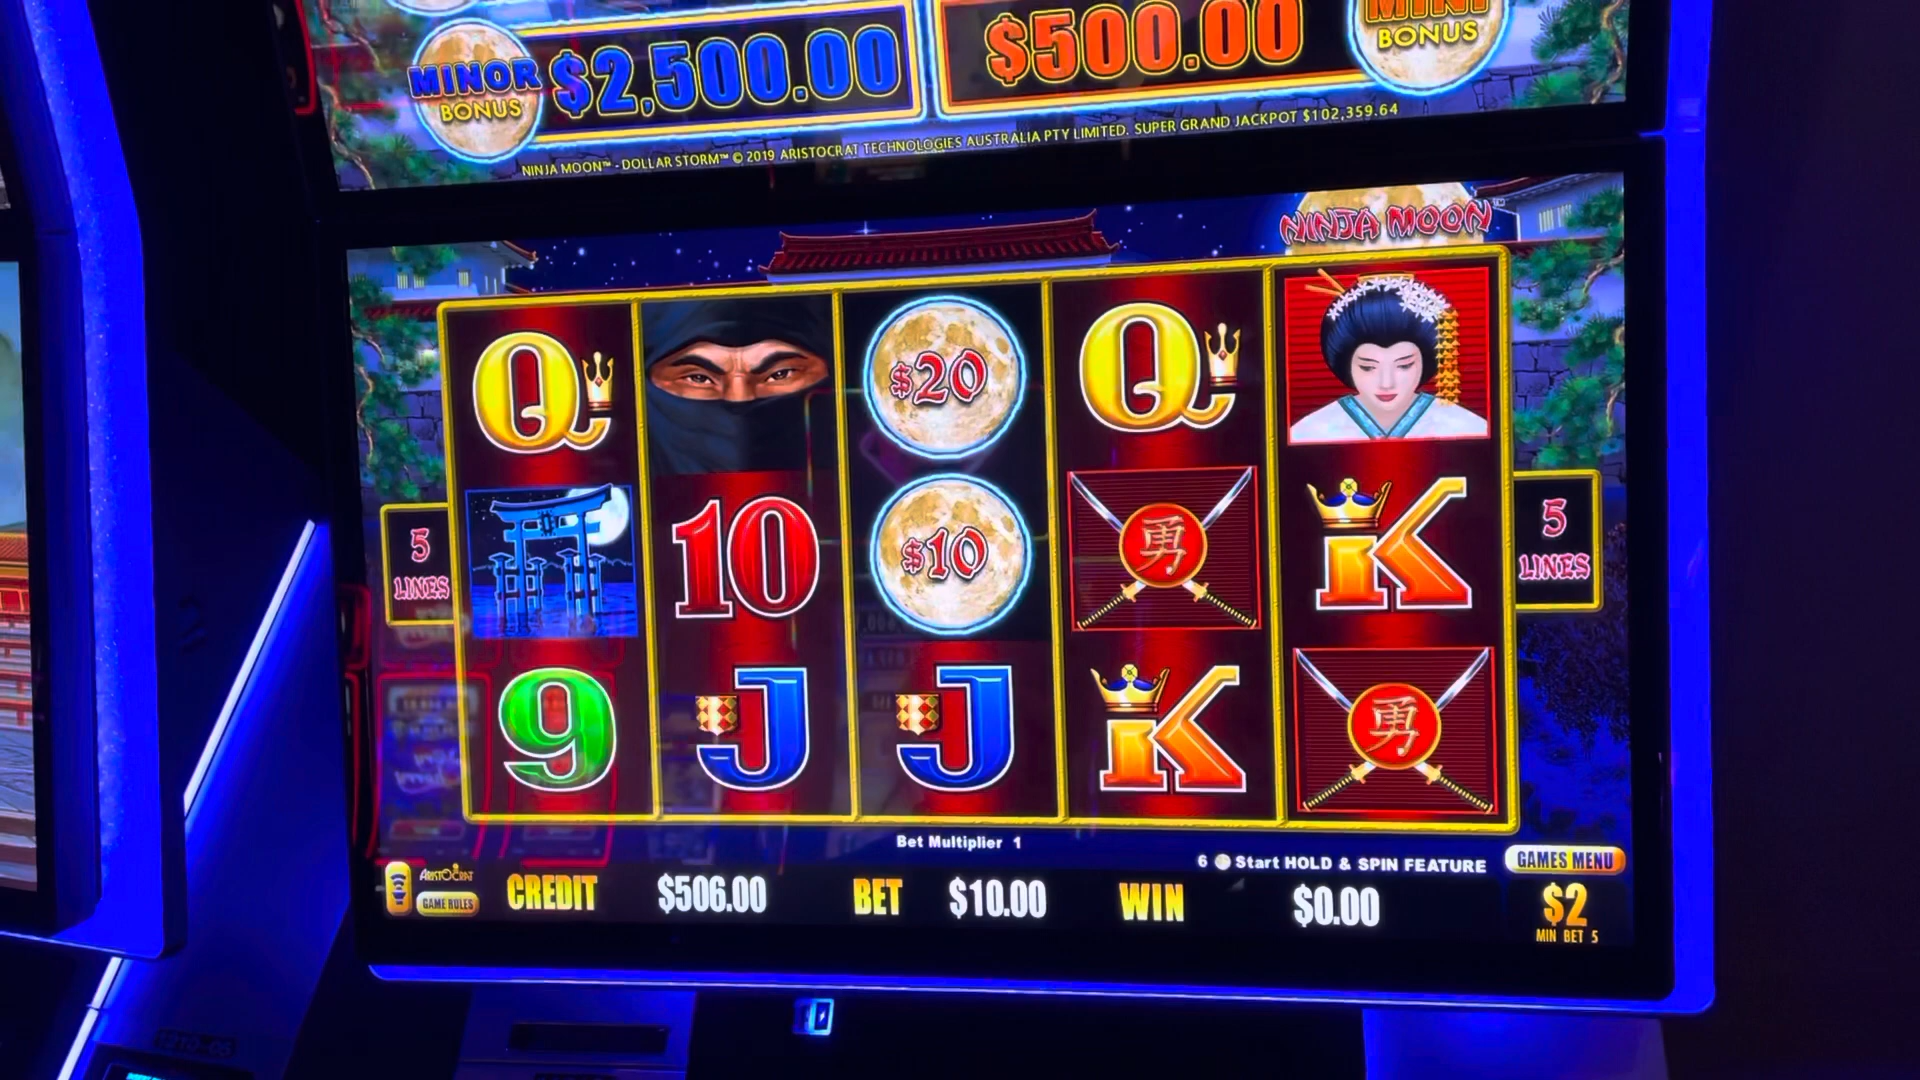 MINI
MINOR
BONUS
$2,500.00
$500.00
BONUS
NINJA MOON™ - DOLLAR STORM™ © 2019 ARISTOCRAT TECHNOLOGIES AUSTRALIA PTY LIMITED. SUPER GRAND JACKPOT $102,359.64
NINJA MOON™
Q
$20
Q
5
LINES
10
$10
勇
K
5
LINES
9
J
J
K
勇
Bet Multiplier 1
6 Start HOLD & SPIN FEATURE
GAMES MENU
ARISTOCRAT
GAME RULES
CREDIT $506.00 BET $10.00 WIN $0.00
$2
MIN BET 5